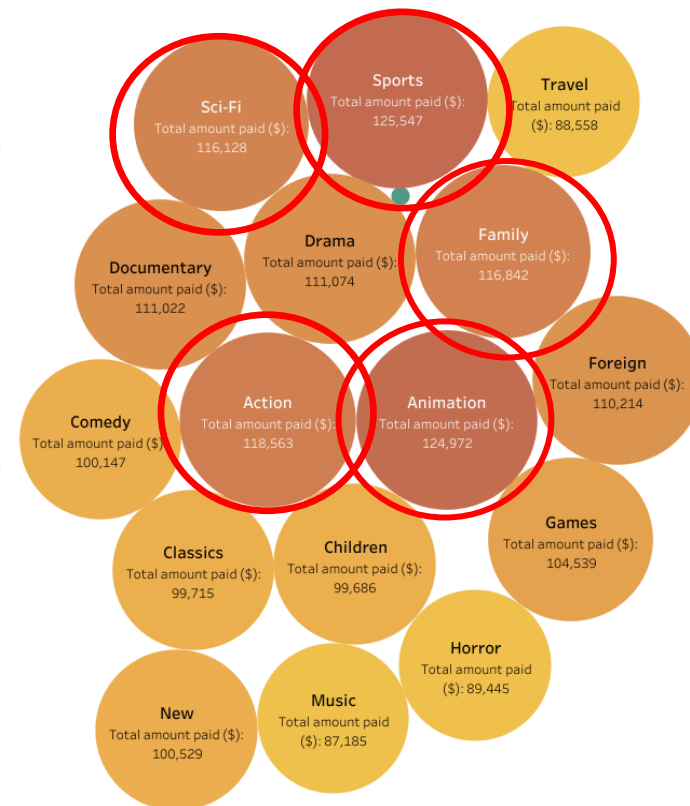 Sports
Total amount paid ($):
125,547
Travel
Total amount paid
($): 88,558
Sci-Fi
Total amount paid ($):
116,128
Drama
Total amount paid ($):
111,074
Family
Total amount paid ($):
116,842
Documentary
Total amount paid ($):
111,022
Foreign
Total amount paid ($):
110,214
Action
Total amount paid ($):
118,563
Animation
Total amount paid ($):
124,972
Comedy
Total amount paid ($)
100,147
Games
Total amount paid ($):
104,539
Classics
Total amount paid ($):
99,715
Children
Total amount paid ($):
99,686
Horror
Total amount paid
($): 89,445
Music
Total amount paid
($): 87,185
New
Total amount paid ($):
100,529